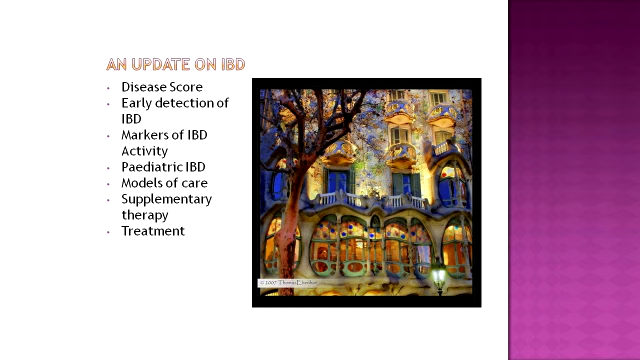 AN UPDATE ON IBD
• Disease Score
• Early detection of
IBD
• Markers of IBD
Activity
• Paediatric IBD
• Models of care
• Supplementary
therapy
• Treatment
© 2007